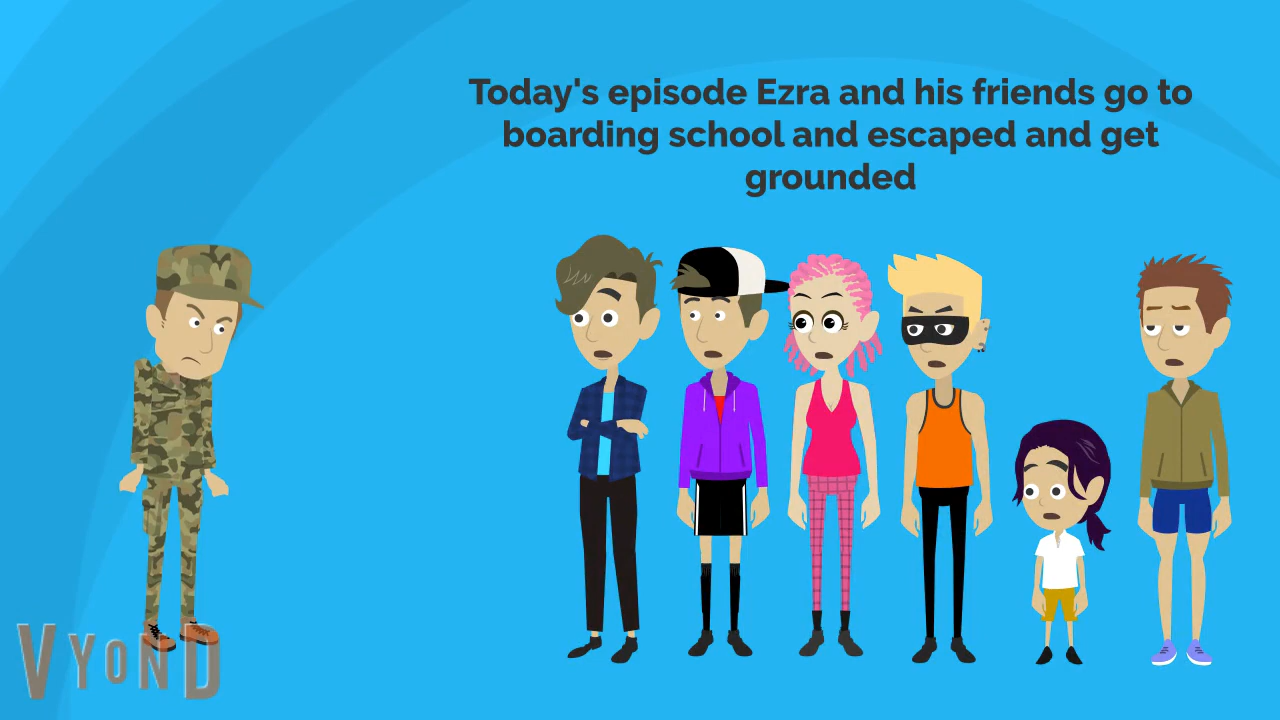 Today's episode Ezra and his friends go to
boarding school and escaped and get
grounded
VYOND